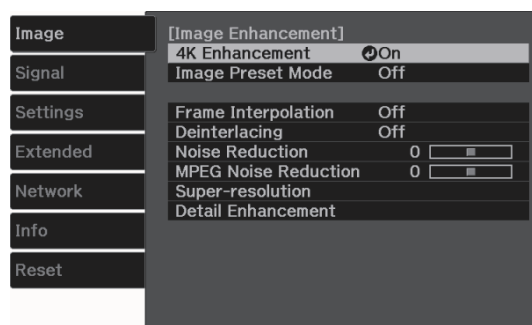 Image
Signal
Settings
Extended
Network
Info
Reset
[Image Enhancement]
4K Enhancement On
Image Preset Mode Off
Frame Interpolation Off
Deinterlacing Off
Noise Reduction 0
MPEG Noise Reduction 0
Super-resolution
Detail Enhancement